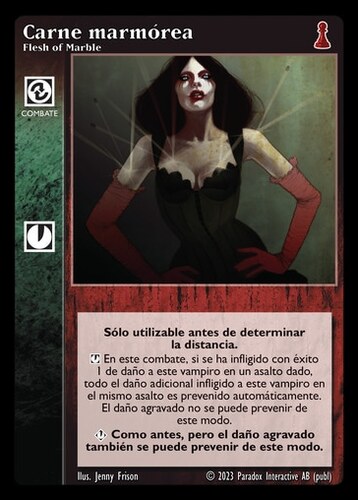 Carne marmórea
Flesh of Marble
COMBATE
Sólo utilizable antes de determinar
la distancia.
En este combate, si se ha infligido con éxito
1 de daño a este vampiro en un asalto dado,
todo el daño adicional infligido a este vampiro en
el mismo asalto es prevenido automáticamente.
El daño agravado no se puede prevenir de
este modo.
Como antes, pero el daño agravado
también se puede prevenir de este modo.
Ilus. Jenny Frison
© 2023 Paradox Interactive AB (publ)